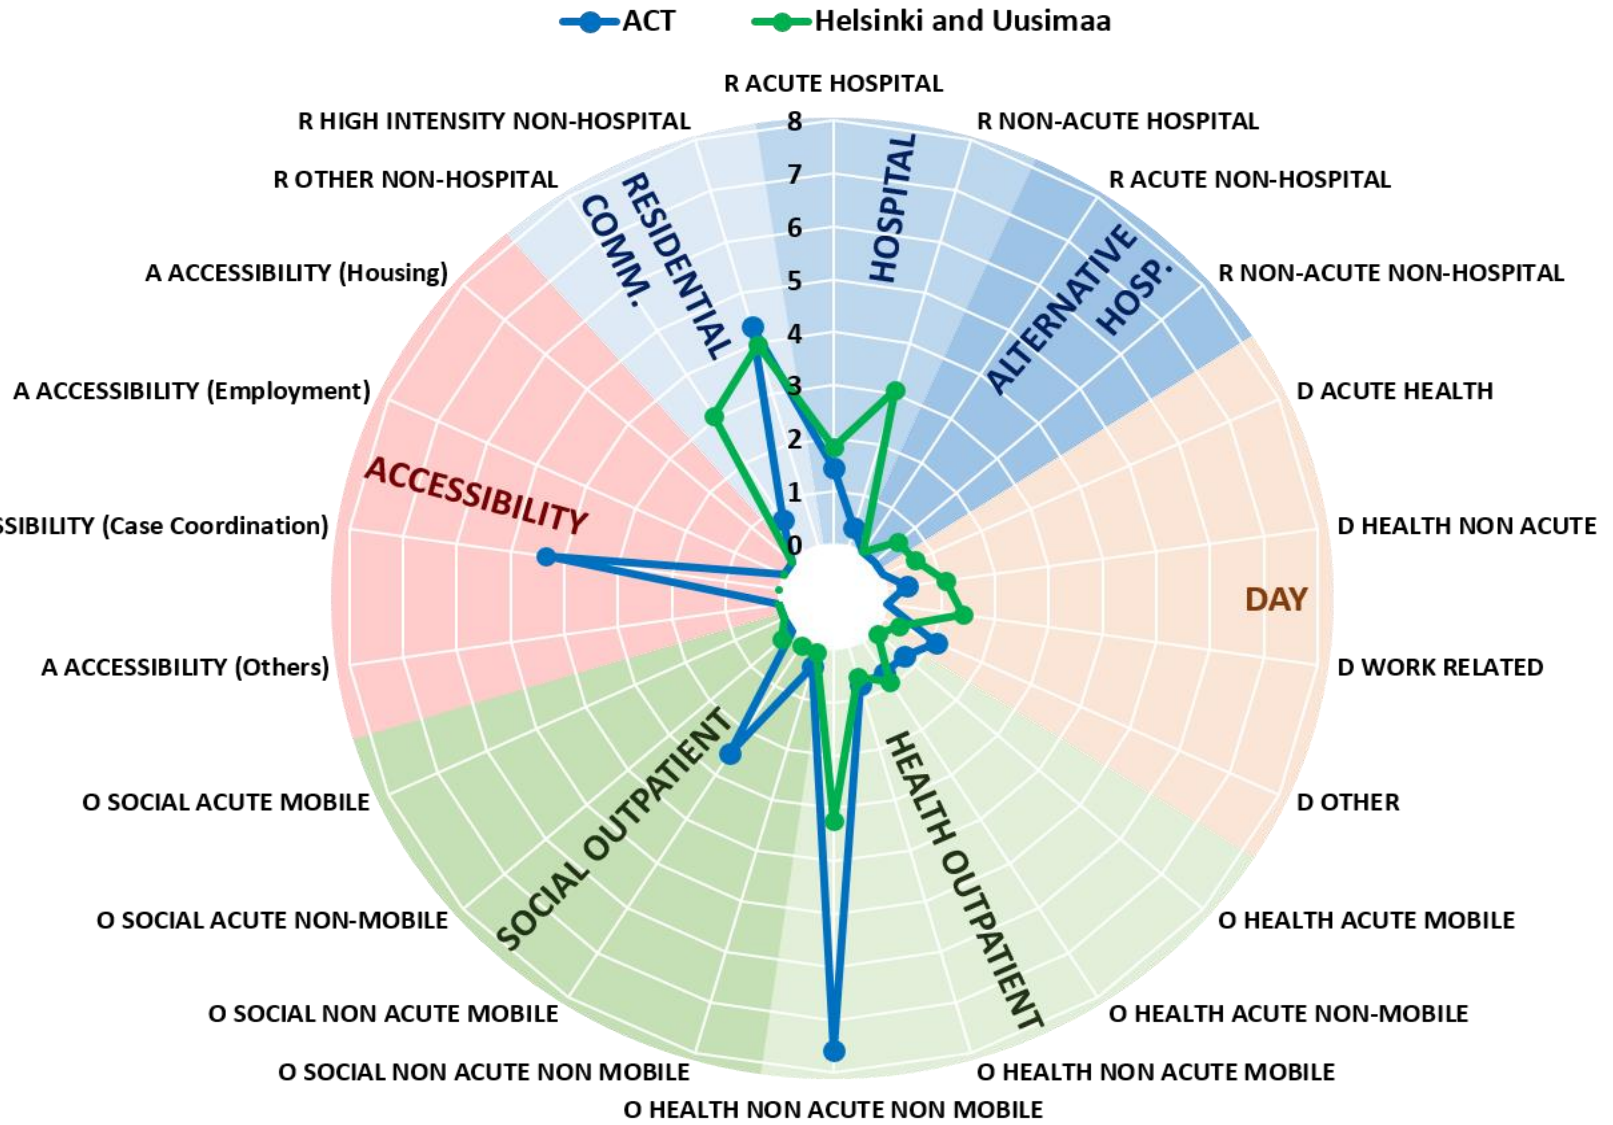 ACT
Helsinki and Uusimaa
R ACUTE HOSPITAL
R HIGH INTENSITY NON-HOSPITAL
R NON-ACUTE HOSPITAL
R OTHER NON-HOSPITAL
R ACUTE NON-HOSPITAL
A ACCESSIBILITY (Housing)
R NON-ACUTE NON-HOSPITAL
A ACCESSIBILITY (Employment)
D ACUTE HEALTH
SSIBILITY (Case Coordination)
D HEALTH NON ACUTE
A ACCESSIBILITY (Others)
D WORK RELATED
O SOCIAL ACUTE MOBILE
D OTHER
O SOCIAL ACUTE NON-MOBILE
O HEALTH ACUTE MOBILE
O SOCIAL NON ACUTE MOBILE
O HEALTH ACUTE NON-MOBILE
O SOCIAL NON ACUTE NON MOBILE
O HEALTH NON ACUTE MOBILE
O HEALTH NON ACUTE NON MOBILE
8
7
6
5
4
3
2
1
0
RESIDENTIAL
COMM.
HOSPITAL
ALTERNATIVE
HOSP.
ACCESSIBILITY
DAY
SOCIAL OUTPATIENT
HEALTH OUTPATIENT